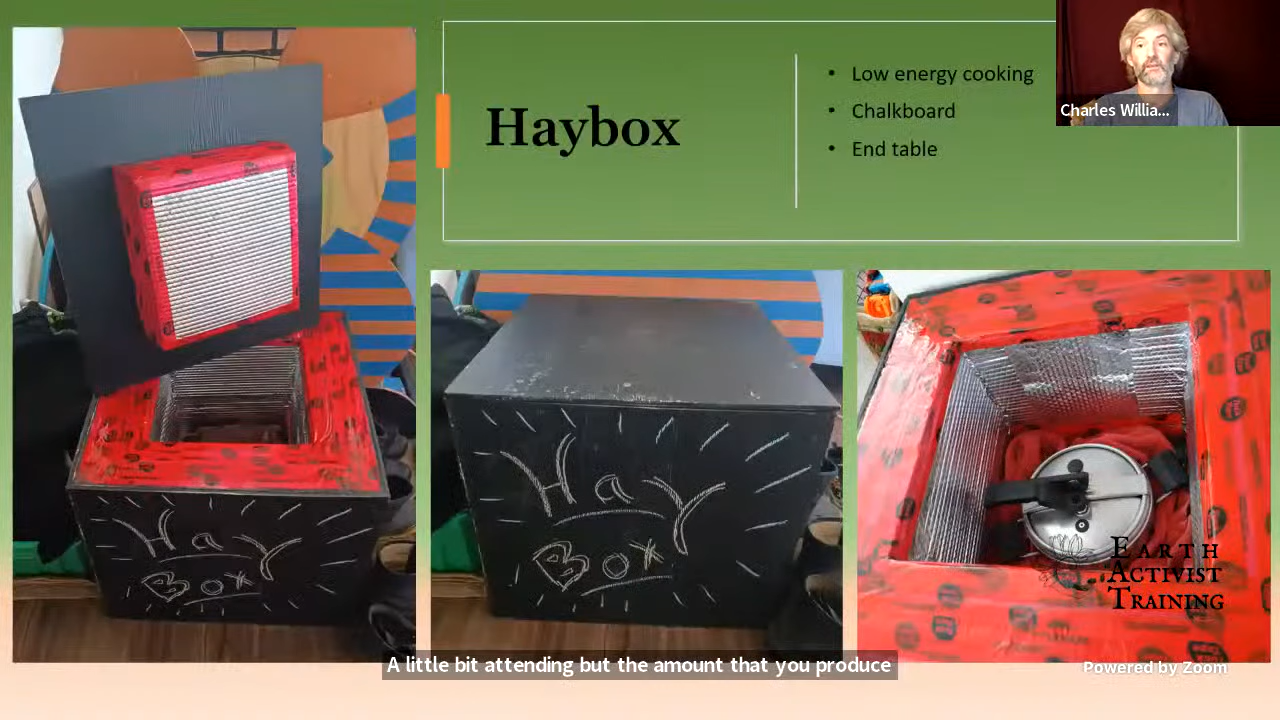 Haybox
• Low energy cooking
• Chalkboard
• End table
Charles Willia...
Hay
Box
Hay
Box
EARTH
ACTIVIST
TRAINING
A little bit attending but the amount that you produce
Powered by Zoom